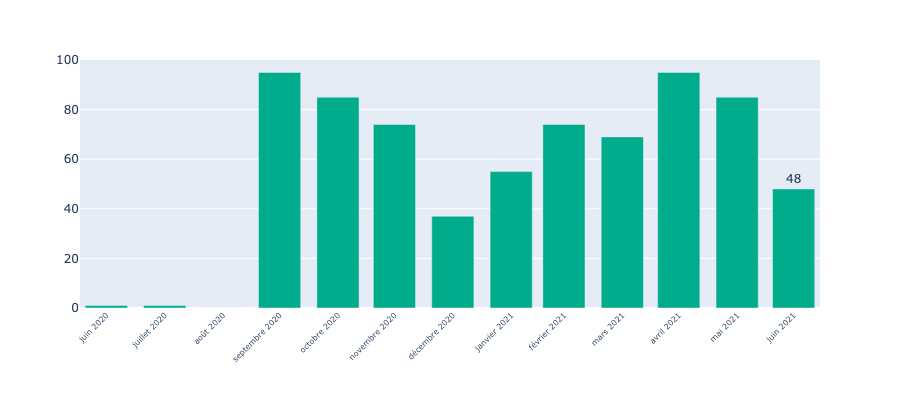 100
80
60
40
20
0
48
juin 2020
juillet 2020
août 2020
septembre 2020
octobre 2020
novembre 2020
décembre 2020
janvier 2021
février 2021
mars 2021
avril 2021
mai 2021
juin 2021